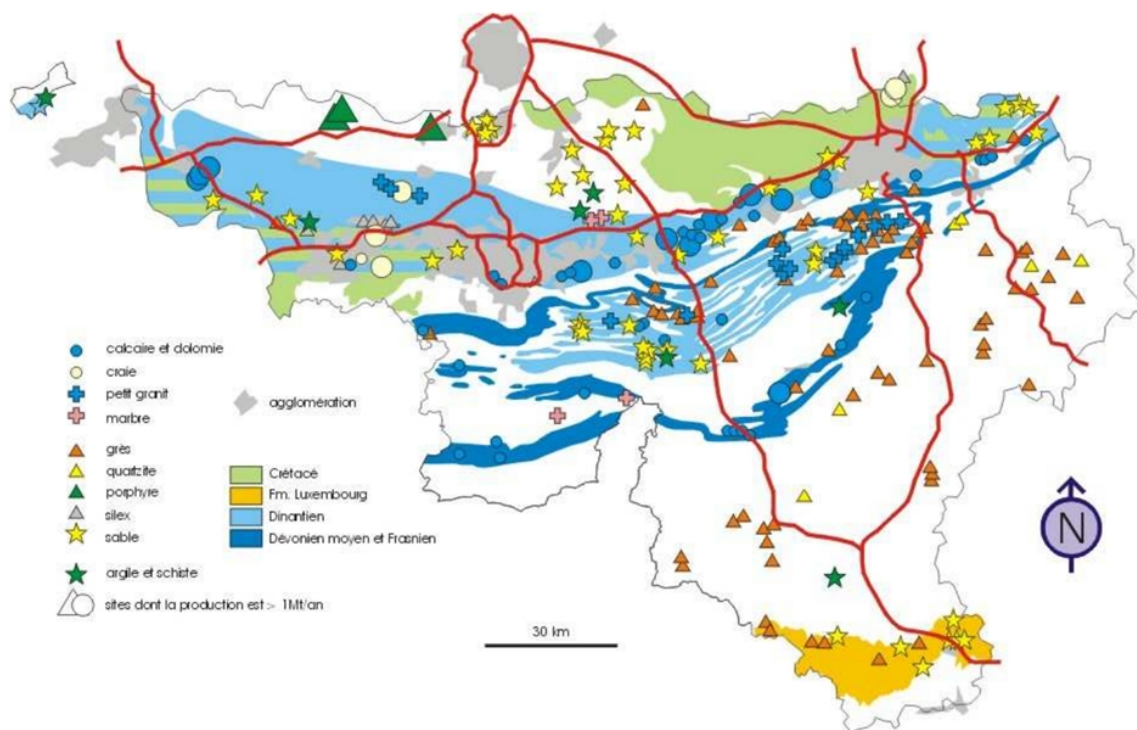 calcaire et dolomie
craie
petit granit
marbre
agglomération
grès
quartzite
porphyre
silex
sable
Crétacé
Fm. Luxembourg
Dinantien
Dévonien moyen et Frasnien
argile et schiste
sites dont la production est > 1Mt/an
30 km
N